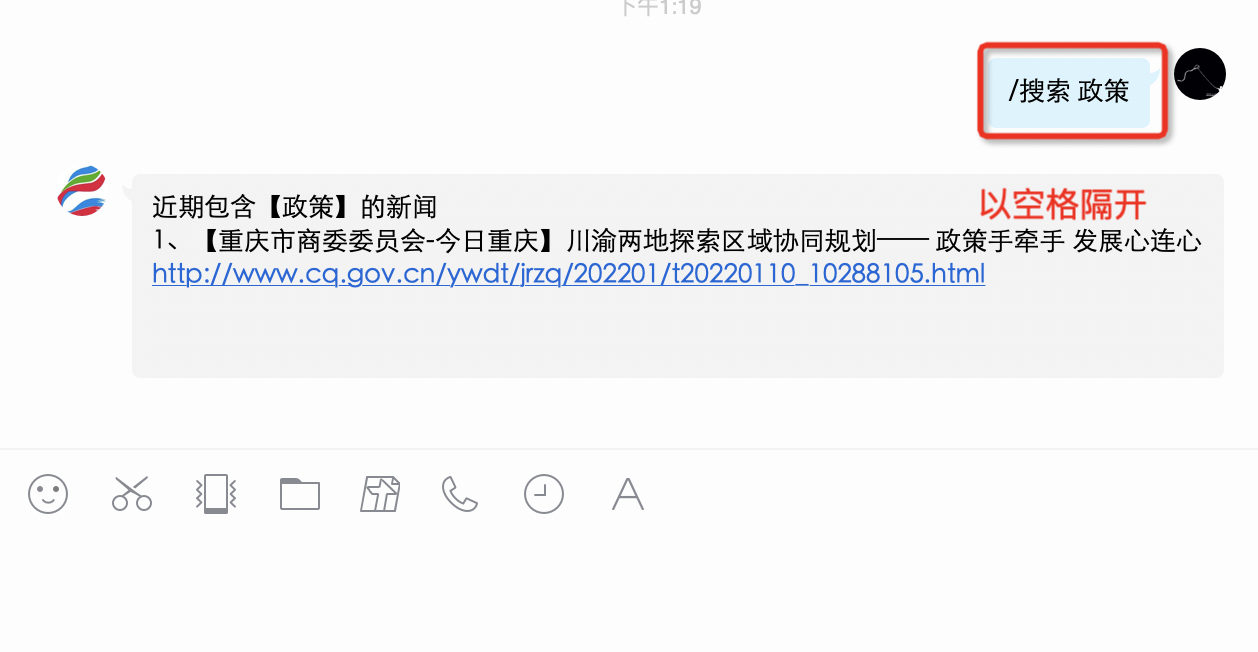 下午1:19
/搜索 政策
近期包含【政策】的新闻
以空格隔开
1、【重庆市商委委员会-今日重庆】川渝两地探索区域协同规划—— 政策手牵手 发展心连心
http://www.cq.gov.cn/ywdt/jrzq/202201/t20220110_10288105.html